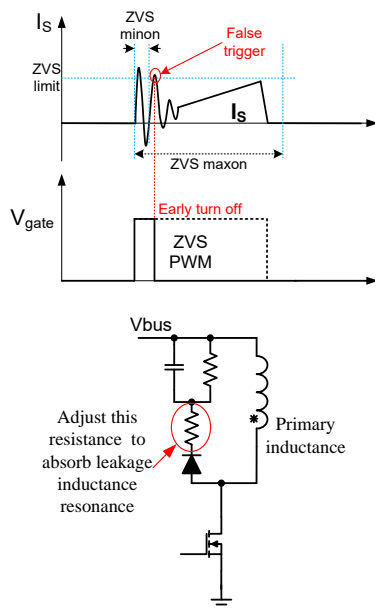 I_S
ZVS
minon
False
trigger
ZVS
limit
I_S
ZVS maxon
V_gate
Early turn off
ZVS
PWM
Vbus
Adjust this
resistance to
absorb leakage
inductance
resonance
Primary
inductance